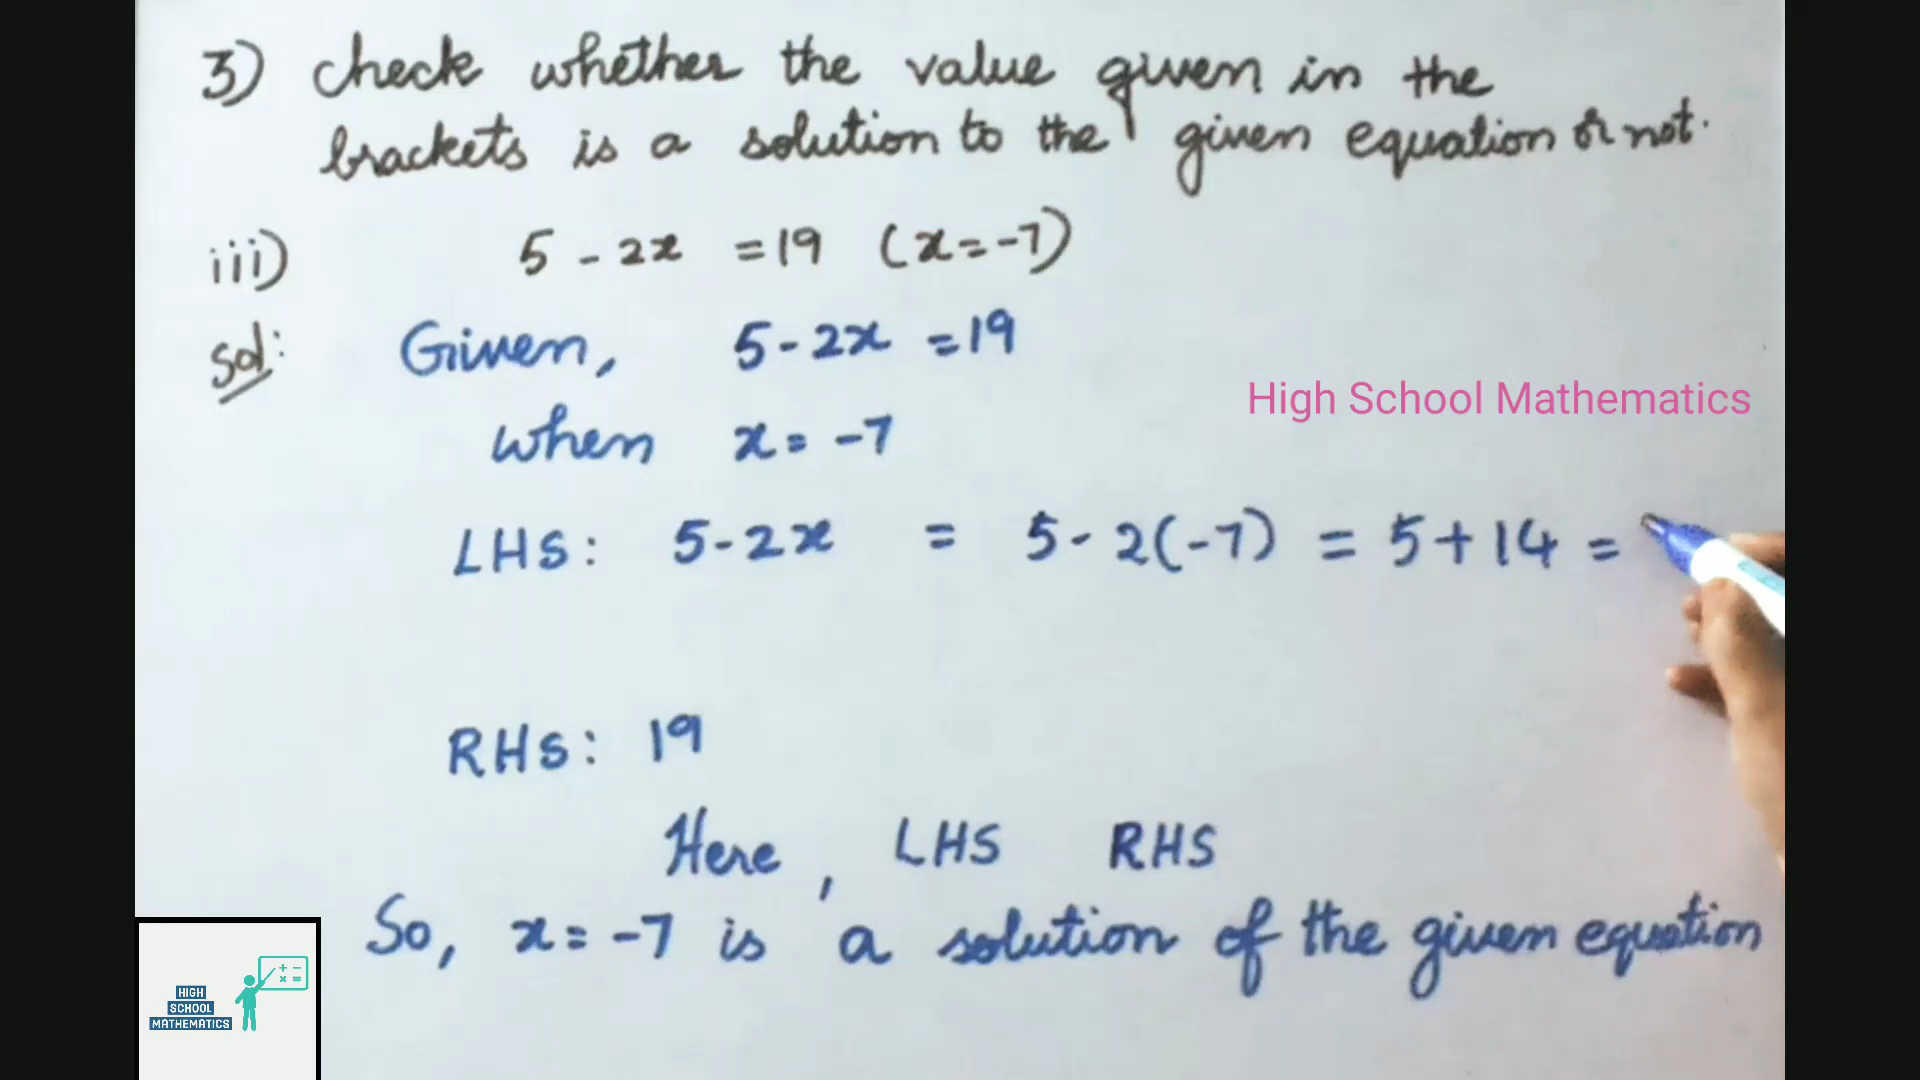 3) check whether the value given in the
brackets is a solution to the given equation or not.
iii) 5 - 2x = 19 (x = -7)
Sol: Given, 5 - 2x = 19
when x = -7
High School Mathematics
LHS: 5 - 2x = 5 - 2(-7) = 5 + 14 =
RHS: 19
Here, LHS RHS
So, x = -7 is a solution of the given equation
HIGH
SCHOOL
MATHEMATICS